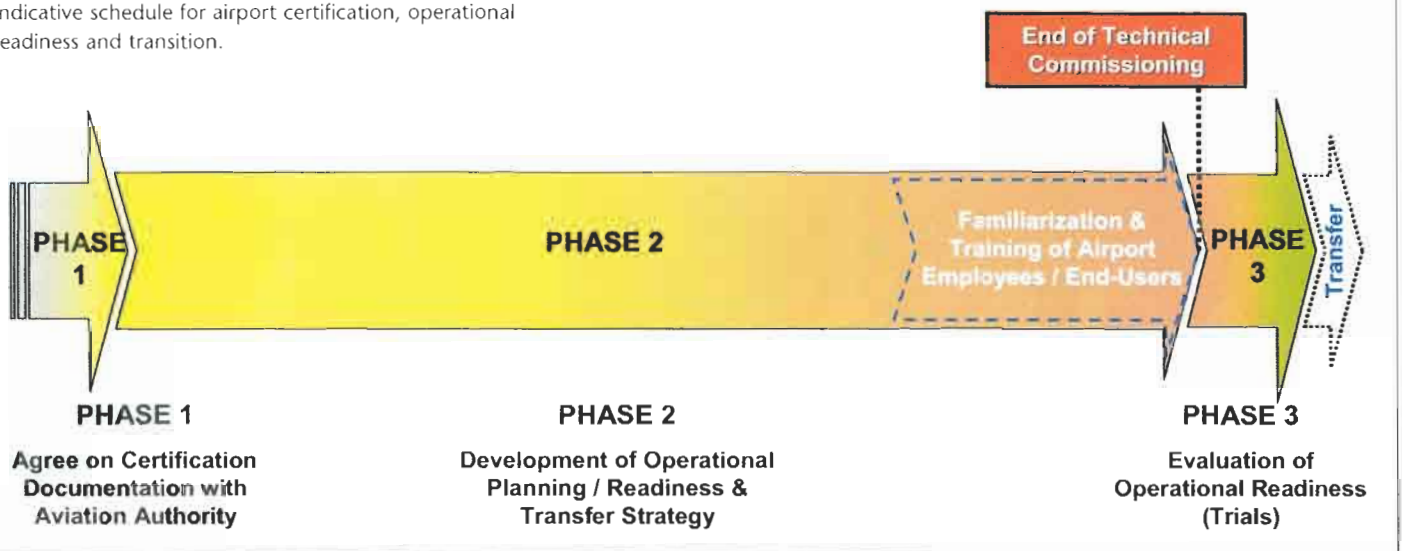 ndicative schedule for airport certification, operational
eadiness and transition.
End of Technical
Commissioning
PHASE
1
PHASE 2
Familiarization &
Training of Airport
Employees / End-Users
PHASE
3
Transfer
PHASE 1
Agree on Certification
Documentation with
Aviation Authority
PHASE 2
Development of Operational
Planning / Readiness &
Transfer Strategy
PHASE 3
Evaluation of
Operational Readiness
(Trials)